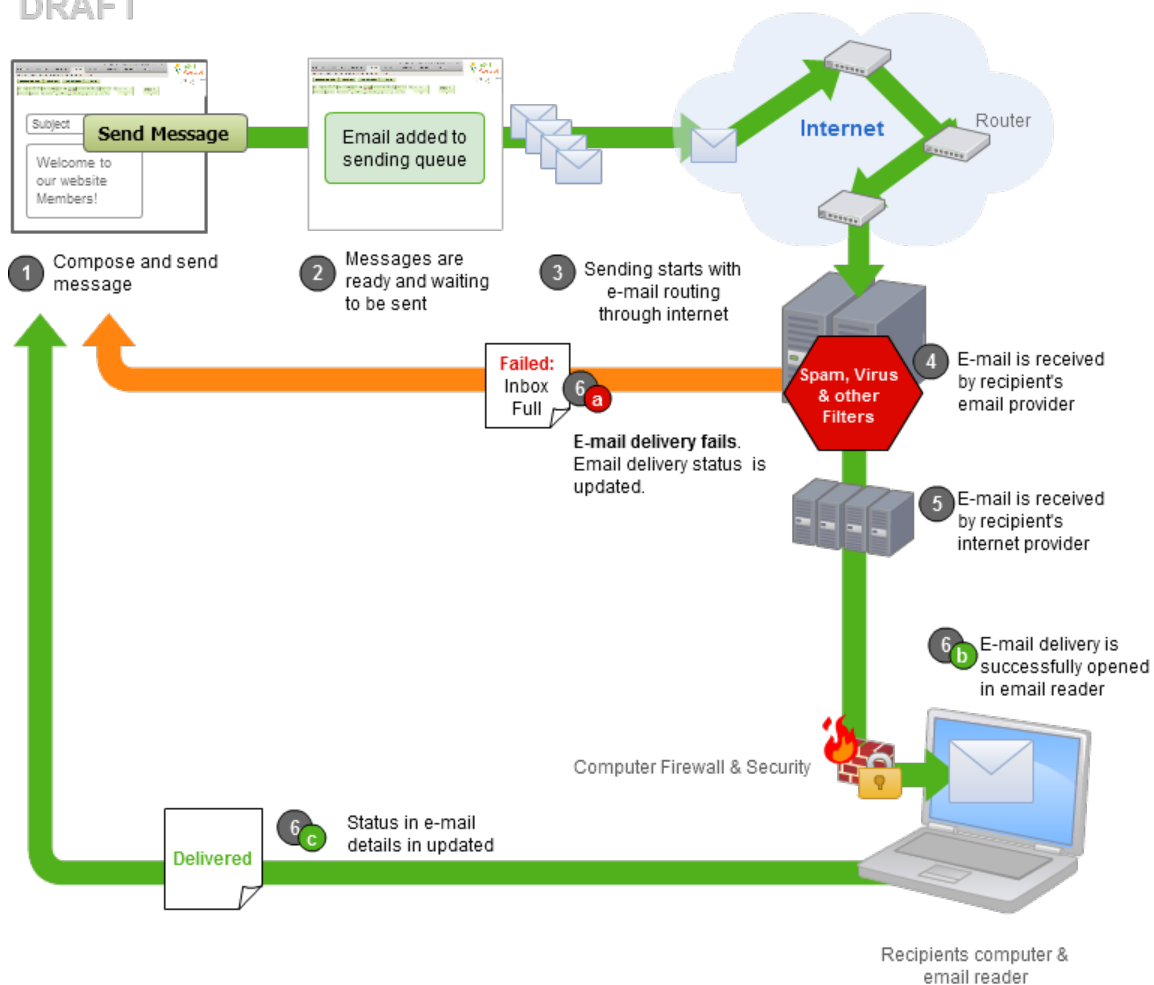 DRAFT
Subject
Send Message
Welcome to
our website
Members!
Email added to
sending queue
Internet
Router
1
Compose and send
message
2
Messages are
ready and waiting
to be sent
3
Sending starts with
e-mail routing
through internet
Failed:
Inbox
Full
6
a
E-mail delivery fails.
Email delivery status is
updated.
Spam, Virus
& other
Filters
4
E-mail is received
by recipient's
email provider
5
E-mail is received
by recipient's
internet provider
6
b
E-mail delivery is
successfully opened
in email reader
Computer Firewall & Security
Delivered
6
c
Status in e-mail
details in updated
Recipients computer &
email reader